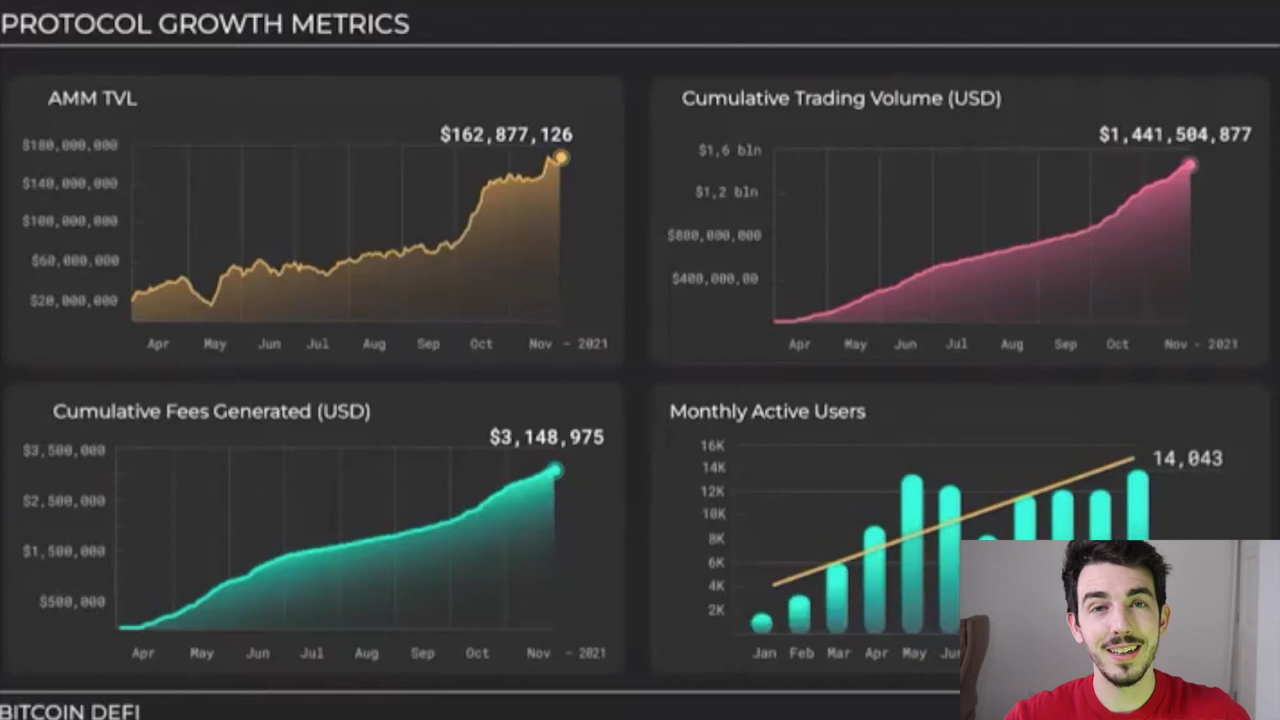 PROTOCOL GROWTH METRICS
AMM TVL
$162,877,126
$180,000,000
$140,000,000
$100,000,000
$60,000,000
$20,000,000
Apr May Jun Jul Aug Sep Oct Nov - 2021
Cumulative Trading Volume (USD)
$1,441,504,877
$1,6 bln
$1,2 bln
$800,000,000
$400,000,00
Apr May Jun Jul Aug Sep Oct Nov - 2021
Cumulative Fees Generated (USD)
$3,148,975
$3,500,000
$2,500,000
$1,500,000
$500,000
Apr May Jun Jul Aug Sep Oct Nov - 2021
Monthly Active Users
14,043
16K
14K
12K
10K
8K
6K
4K
2K
Jan Feb Mar Apr May
BITCOIN DEFI